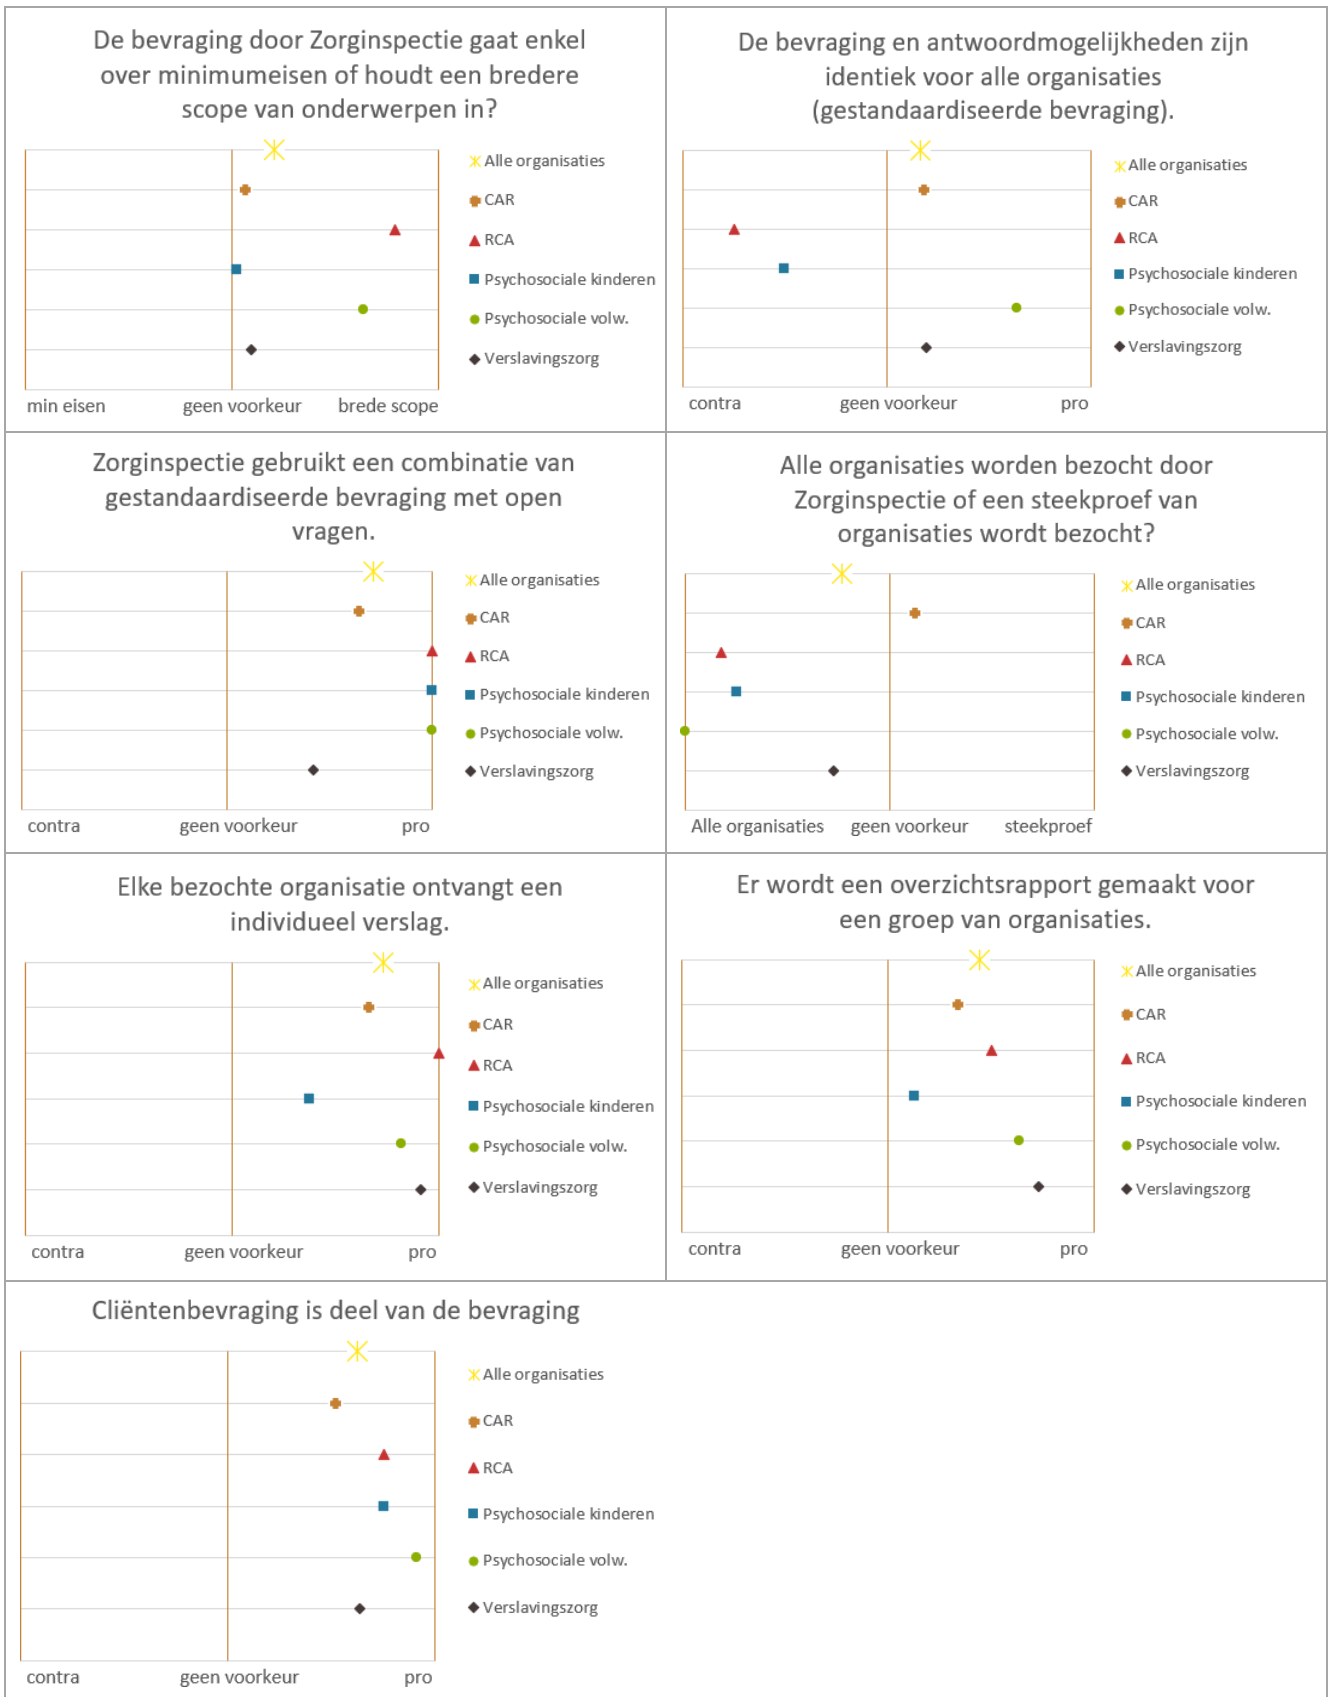 De bevraging door Zorginspectie gaat enkel
over minimumeisen of houdt een bredere
scope van onderwerpen in?
Alle organisaties
CAR
RCA
Psychosociale kinderen
Psychosociale volw.
Verslavingszorg
min eisen geen voorkeur brede scope
De bevraging en antwoordmogelijkheden zijn
identiek voor alle organisaties
(gestandaardiseerde bevraging).
Alle organisaties
CAR
RCA
Psychosociale kinderen
Psychosociale volw.
Verslavingszorg
contra geen voorkeur pro
Zorginspectie gebruikt een combinatie van
gestandaardiseerde bevraging met open
vragen.
Alle organisaties
CAR
RCA
Psychosociale kinderen
Psychosociale volw.
Verslavingszorg
contra geen voorkeur pro
Alle organisaties worden bezocht door
Zorginspectie of een steekproef van
organisaties wordt bezocht?
Alle organisaties
CAR
RCA
Psychosociale kinderen
Psychosociale volw.
Verslavingszorg
Alle organisaties geen voorkeur steekproef
Elke bezochte organisatie ontvangt een
individueel verslag.
Alle organisaties
CAR
RCA
Psychosociale kinderen
Psychosociale volw.
Verslavingszorg
contra geen voorkeur pro
Er wordt een overzichtsrapport gemaakt voor
een groep van organisaties.
Alle organisaties
CAR
RCA
Psychosociale kinderen
Psychosociale volw.
Verslavingszorg
contra geen voorkeur pro
Cliëntenbevraging is deel van de bevraging
Alle organisaties
CAR
RCA
Psychosociale kinderen
Psychosociale volw.
Verslavingszorg
contra geen voorkeur pro